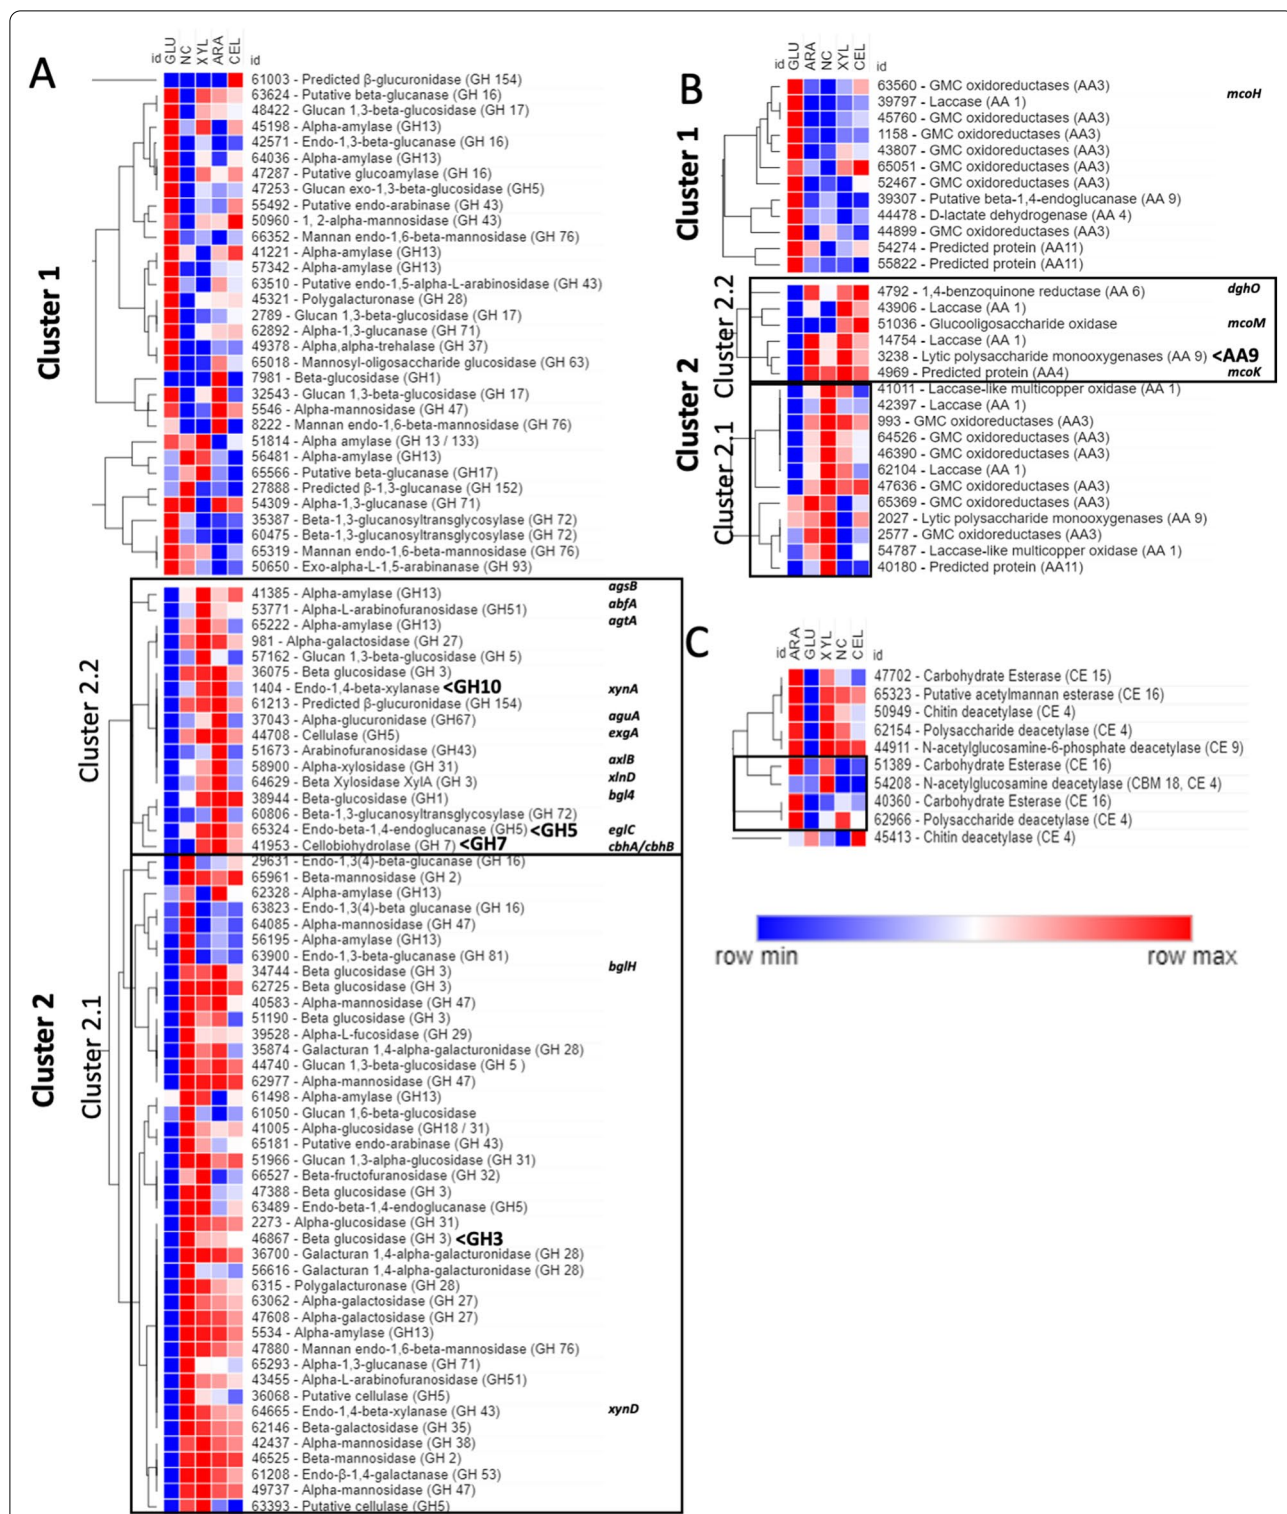 A
id GLU NC XYL ARA CEL id
Cluster 1
61003 - Predicted β-glucuronidase (GH 154)
63624 - Putative beta-glucanase (GH 16)
48422 - Glucan 1,3-beta-glucosidase (GH 17)
45198 - Alpha-amylase (GH13)
42571 - Endo-1,3-beta-glucanase (GH 16)
64036 - Alpha-amylase (GH13)
47287 - Putative glucoamylase (GH 16)
47253 - Glucan exo-1,3-beta-glucosidase (GH5)
55492 - Putative endo-arabinase (GH 43)
50960 - 1, 2-alpha-mannosidase (GH 43)
66352 - Mannan endo-1,6-beta-mannosidase (GH 76)
41221 - Alpha-amylase (GH13)
57342 - Alpha-amylase (GH13)
63510 - Putative endo-1,5-alpha-L-arabinosidase (GH 43)
45321 - Polygalacturonase (GH 28)
2789 - Glucan 1,3-beta-glucosidase (GH 17)
62892 - Alpha-1,3-glucanase (GH 71)
49378 - Alpha,alpha-trehalase (GH 37)
65018 - Mannosyl-oligosaccharide glucosidase (GH 63)
7981 - Beta-glucosidase (GH1)
32543 - Glucan 1,3-beta-glucosidase (GH 17)
5546 - Alpha-mannosidase (GH 47)
8222 - Mannan endo-1,6-beta-mannosidase (GH 76)
51814 - Alpha amylase (GH 13 / 133)
56481 - Alpha-amylase (GH13)
65566 - Putative beta-glucanase (GH17)
27888 - Predicted β-1,3-glucanase (GH 152)
54309 - Alpha-1,3-glucanase (GH 71)
35387 - Beta-1,3-glucanosyltransglycosylase (GH 72)
60475 - Beta-1,3-glucanosyltransglycosylase (GH 72)
65319 - Mannan endo-1,6-beta-mannosidase (GH 76)
50650 - Exo-alpha-L-1,5-arabinanase (GH 93)
Cluster 2
Cluster 2.2
41385 - Alpha-amylase (GH13) agsB
53771 - Alpha-L-arabinofuranosidase (GH51) abfA
65222 - Alpha-amylase (GH13) agtA
981 - Alpha-galactosidase (GH 27)
57162 - Glucan 1,3-beta-glucosidase (GH 5)
36075 - Beta glucosidase (GH 3)
1404 - Endo-1,4-beta-xylanase <GH10 xynA
61213 - Predicted β-glucuronidase (GH 154)
37043 - Alpha-glucuronidase (GH67) aguA
44708 - Cellulase (GH5) exgA
51673 - Arabinofuranosidase (GH43)
58900 - Alpha-xylosidase (GH 31) axlB
64629 - Beta Xylosidase XylA (GH 3) xlnD
38944 - Beta-glucosidase (GH1) bgl4
60806 - Beta-1,3-glucanosyltransglycosylase (GH 72)
65324 - Endo-beta-1,4-endoglucanase (GH5) <GH5 eglC
41953 - Cellobiohydrolase (GH 7) <GH7 cbhA/cbhB
Cluster 2.1
29631 - Endo-1,3(4)-beta-glucanase (GH 16)
65961 - Beta-mannosidase (GH 2)
62328 - Alpha-amylase (GH13)
63823 - Endo-1,3(4)-beta glucanase (GH 16)
64085 - Alpha-mannosidase (GH 47)
56195 - Alpha-amylase (GH13)
63900 - Endo-1,3-beta-glucanase (GH 81)
34744 - Beta glucosidase (GH 3) bglH
62725 - Beta glucosidase (GH 3)
40583 - Alpha-mannosidase (GH 47)
51190 - Beta glucosidase (GH 3)
39528 - Alpha-L-fucosidase (GH 29)
35874 - Galacturan 1,4-alpha-galacturonidase (GH 28)
44740 - Glucan 1,3-beta-glucosidase (GH 5 )
62977 - Alpha-mannosidase (GH 47)
61498 - Alpha-amylase (GH13)
61050 - Glucan 1,6-beta-glucosidase
41005 - Alpha-glucosidase (GH18 / 31)
65181 - Putative endo-arabinase (GH 43)
51966 - Glucan 1,3-alpha-glucosidase (GH 31)
66527 - Beta-fructofuranosidase (GH 32)
47388 - Beta glucosidase (GH 3)
63489 - Endo-beta-1,4-endoglucanase (GH5)
2273 - Alpha-glucosidase (GH 31)
46867 - Beta glucosidase (GH 3) <GH3
36700 - Galacturan 1,4-alpha-galacturonidase (GH 28)
56616 - Galacturan 1,4-alpha-galacturonidase (GH 28)
6315 - Polygalacturonase (GH 28)
63062 - Alpha-galactosidase (GH 27)
47608 - Alpha-galactosidase (GH 27)
5534 - Alpha-amylase (GH13)
47880 - Mannan endo-1,6-beta-mannosidase (GH 76)
65293 - Alpha-1,3-glucanase (GH 71)
43455 - Alpha-L-arabinofuranosidase (GH51)
36068 - Putative cellulase (GH5)
64665 - Endo-1,4-beta-xylanase (GH 43) xynD
62146 - Beta-galactosidase (GH 35)
42437 - Alpha-mannosidase (GH 38)
46525 - Beta-mannosidase (GH 2)
61208 - Endo-β-1,4-galactanase (GH 53)
49737 - Alpha-mannosidase (GH 47)
63393 - Putative cellulase (GH5)
B
id GLU ARA NC XYL CEL id
Cluster 1
63560 - GMC oxidoreductases (AA3)
39797 - Laccase (AA 1) mcoH
45760 - GMC oxidoreductases (AA3)
1158 - GMC oxidoreductases (AA3)
43807 - GMC oxidoreductases (AA3)
65051 - GMC oxidoreductases (AA3)
52467 - GMC oxidoreductases (AA3)
39307 - Putative beta-1,4-endoglucanase (AA 9)
44478 - D-lactate dehydrogenase (AA 4)
44899 - GMC oxidoreductases (AA3)
54274 - Predicted protein (AA11)
55822 - Predicted protein (AA11)
Cluster 2
Cluster 2.2
4792 - 1,4-benzoquinone reductase (AA 6) dghO
43906 - Laccase (AA 1)
51036 - Glucooligosaccharide oxidase mcoM
14754 - Laccase (AA 1)
3238 - Lytic polysaccharide monooxygenases (AA 9) <AA9
4969 - Predicted protein (AA4) mcoK
Cluster 2.1
41011 - Laccase-like multicopper oxidase (AA 1)
42397 - Laccase (AA 1)
993 - GMC oxidoreductases (AA3)
64526 - GMC oxidoreductases (AA3)
46390 - GMC oxidoreductases (AA3)
62104 - Laccase (AA 1)
47636 - GMC oxidoreductases (AA3)
65369 - GMC oxidoreductases (AA3)
2027 - Lytic polysaccharide monooxygenases (AA 9)
2577 - GMC oxidoreductases (AA3)
54787 - Laccase-like multicopper oxidase (AA 1)
40180 - Predicted protein (AA11)
C
id ARA GLU XYL NC CEL id
47702 - Carbohydrate Esterase (CE 15)
65323 - Putative acetylmannan esterase (CE 16)
50949 - Chitin deacetylase (CE 4)
62154 - Polysaccharide deacetylase (CE 4)
44911 - N-acetylglucosamine-6-phosphate deacetylase (CE 9)
51389 - Carbohydrate Esterase (CE 16)
54208 - N-acetylglucosamine deacetylase (CBM 18, CE 4)
40360 - Carbohydrate Esterase (CE 16)
62966 - Polysaccharide deacetylase (CE 4)
45413 - Chitin deacetylase (CE 4)
row min row max